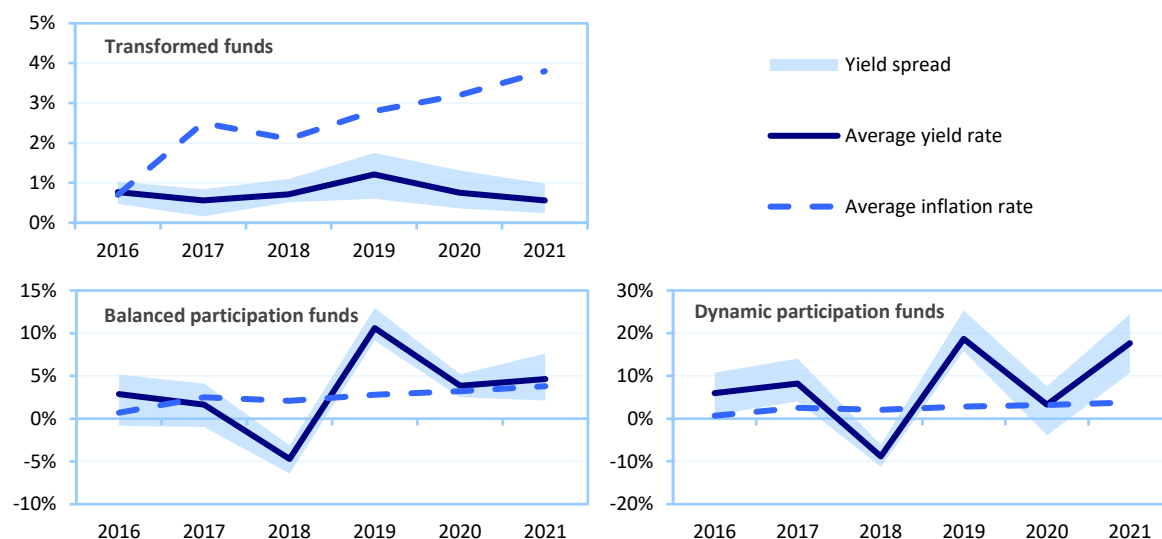 5%
Transformed funds
4%
3%
2%
1%
0%
2016 2017 2018 2019 2020 2021
Yield spread
Average yield rate
Average inflation rate
15%
Balanced participation funds
10%
5%
0%
-5%
-10%
2016 2017 2018 2019 2020 2021
30%
Dynamic participation funds
20%
10%
0%
-10%
-20%
2016 2017 2018 2019 2020 2021